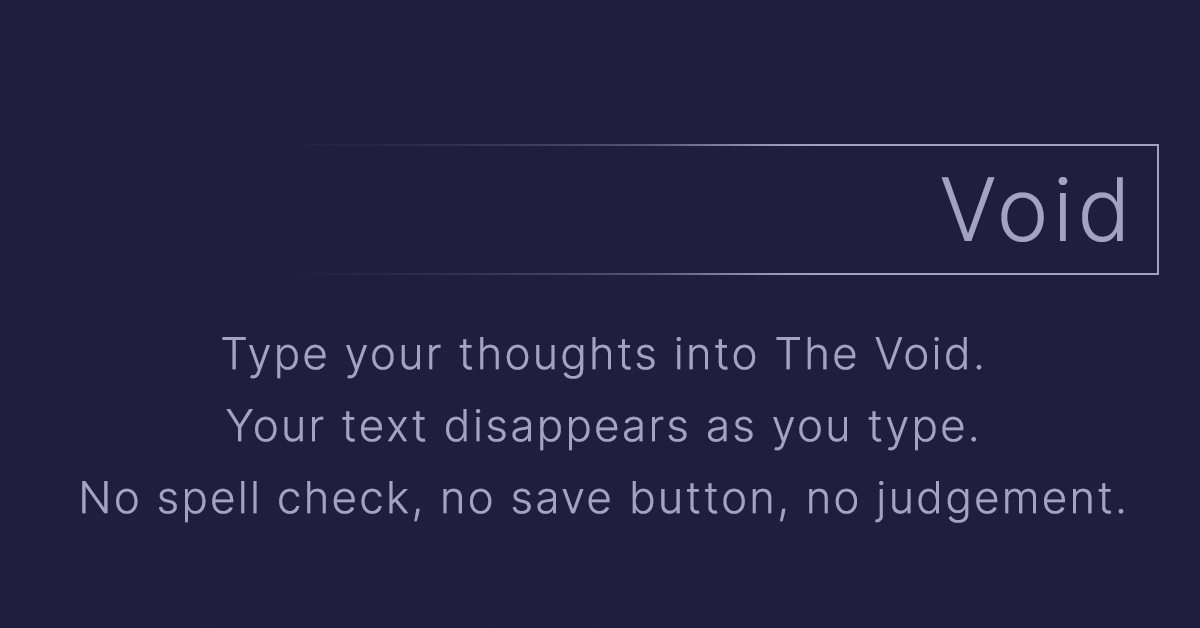 Void
Type your thoughts into The Void.
Your text disappears as you type.
No spell check, no save button, no judgement.